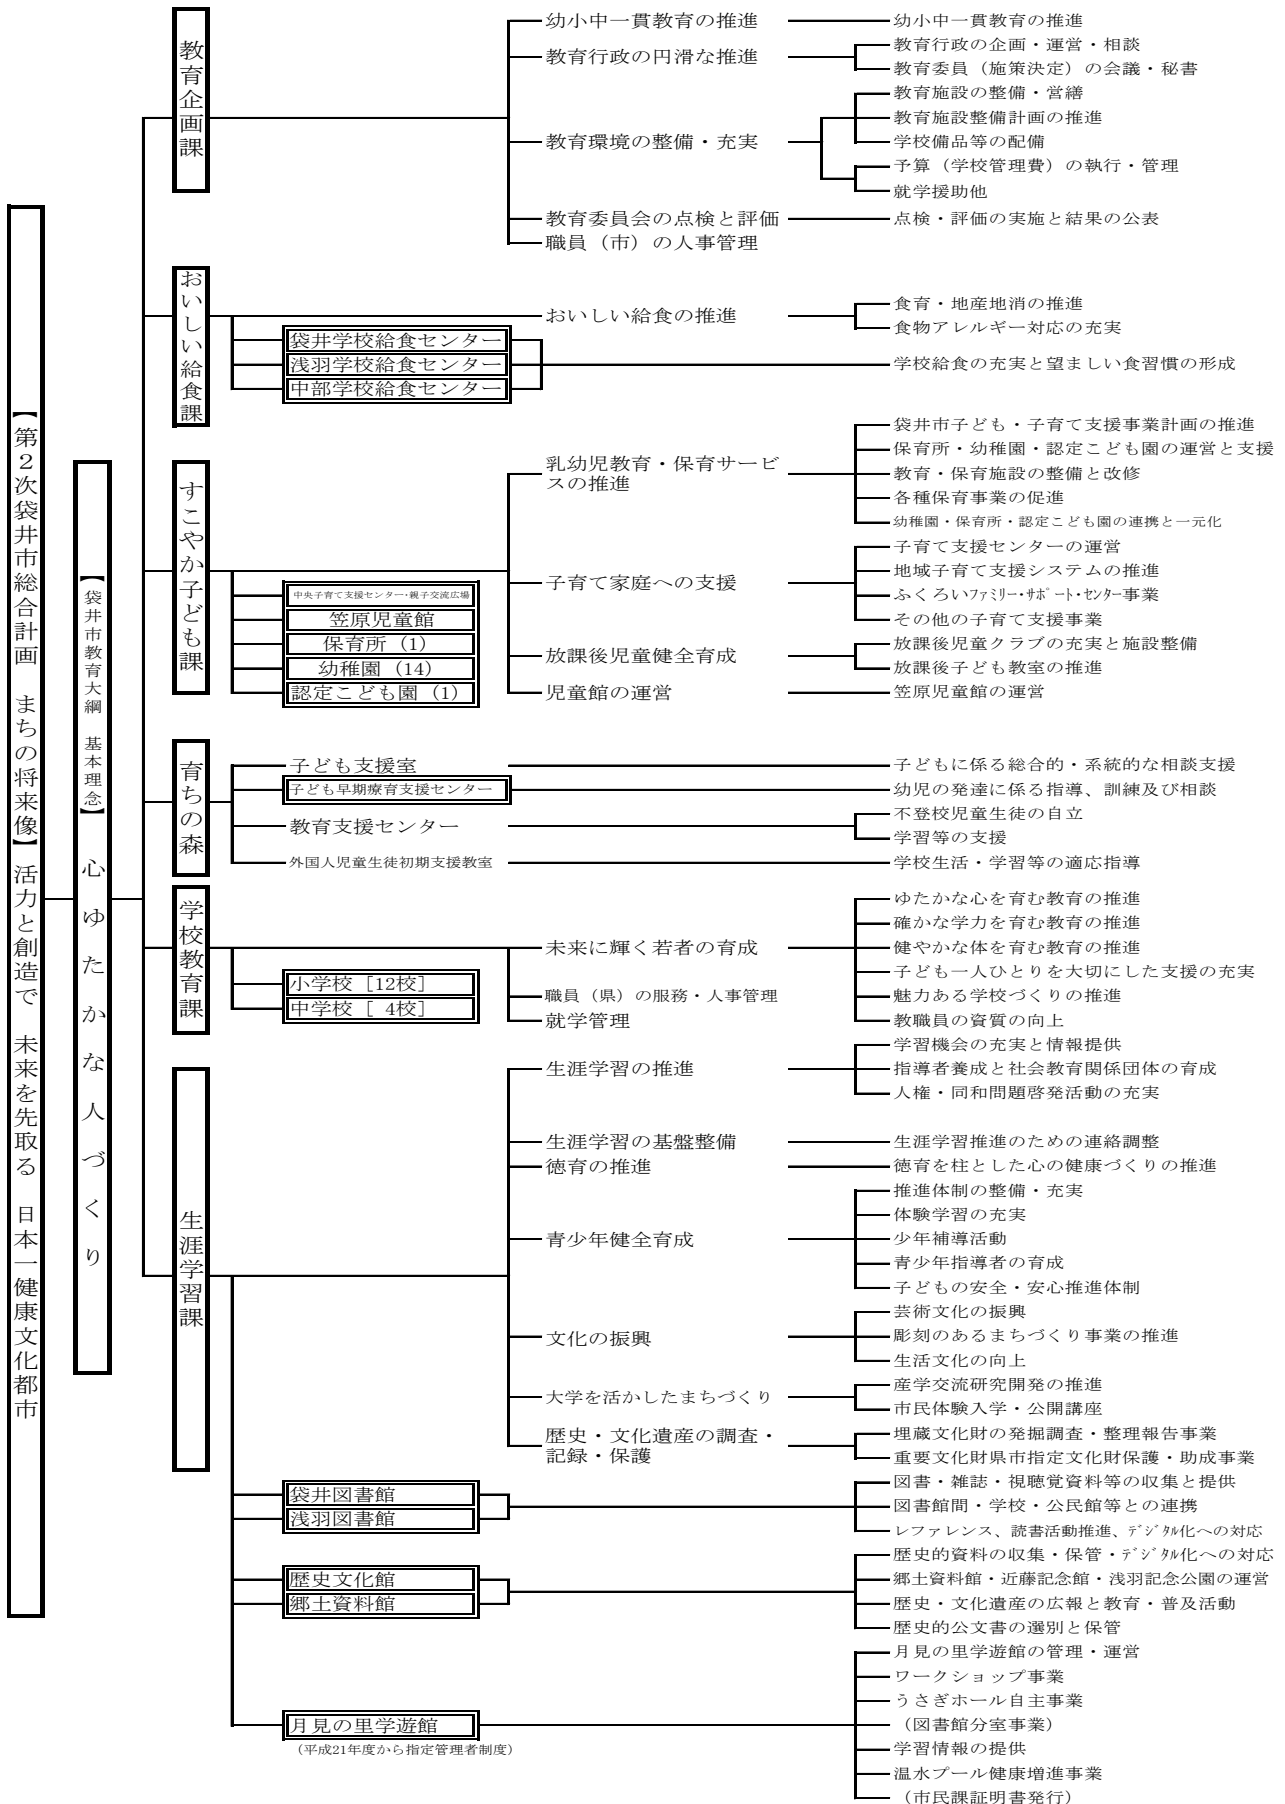 【第２次袋井市総合計画　まちの将来像】活力と創造で　未来を先取る　日本一健康文化都市
【袋井市教育大綱　基本理念】　心ゆたかな人づくり
教育企画課
幼小中一貫教育の推進
幼小中一貫教育の推進
教育行政の円滑な推進
教育行政の企画・運営・相談
教育委員（施策決定）の会議・秘書
教育環境の整備・充実
教育施設の整備・営繕
教育施設整備計画の推進
学校備品等の配備
予算（学校管理費）の執行・管理
就学援助他
教育委員会の点検と評価
点検・評価の実施と結果の公表
職員（市）の人事管理
おいしい給食課
おいしい給食の推進
食育・地産地消の推進
食物アレルギー対応の充実
袋井学校給食センター
浅羽学校給食センター
中部学校給食センター
学校給食の充実と望ましい食習慣の形成
すこやか子ども課
乳幼児教育・保育サービ
スの推進
袋井市子ども・子育て支援事業計画の推進
保育所・幼稚園・認定こども園の運営と支援
教育・保育施設の整備と改修
各種保育事業の促進
幼稚園・保育所・認定こども園の連携と一元化
子育て家庭への支援
子育て支援センターの運営
地域子育て支援システムの推進
ふくろいﾌｧﾐﾘｰ・ｻﾎﾟｰﾄ・ｾﾝﾀｰ事業
その他の子育て支援事業
中央子育て支援センター・親子交流広場
笠原児童館
保育所（1）
幼稚園（14）
認定こども園（1）
放課後児童健全育成
放課後児童クラブの充実と施設整備
放課後子ども教室の推進
児童館の運営
笠原児童館の運営
育ちの森
子ども支援室
子どもに係る総合的・系統的な相談支援
子ども早期療育支援センター
幼児の発達に係る指導、訓練及び相談
教育支援センター
不登校児童生徒の自立
学習等の支援
外国人児童生徒初期支援教室
学校生活・学習等の適応指導
学校教育課
未来に輝く若者の育成
ゆたかな心を育む教育の推進
確かな学力を育む教育の推進
健やかな体を育む教育の推進
子ども一人ひとりを大切にした支援の充実
魅力ある学校づくりの推進
教職員の資質の向上
小学校［12校］
中学校［ 4校］
職員（県）の服務・人事管理
就学管理
生涯学習課
生涯学習の推進
学習機会の充実と情報提供
指導者養成と社会教育関係団体の育成
人権・同和問題啓発活動の充実
生涯学習の基盤整備
生涯学習推進のための連絡調整
徳育の推進
徳育を柱とした心の健康づくりの推進
青少年健全育成
推進体制の整備・充実
体験学習の充実
少年補導活動
青少年指導者の育成
子どもの安全・安心推進体制
文化の振興
芸術文化の振興
彫刻のあるまちづくり事業の推進
生活文化の向上
大学を活かしたまちづくり
産学交流研究開発の推進
市民体験入学・公開講座
歴史・文化遺産の調査・
記録・保護
埋蔵文化財の発掘調査・整理報告事業
重要文化財県市指定文化財保護・助成事業
袋井図書館
浅羽図書館
図書・雑誌・視聴覚資料等の収集と提供
図書館間・学校・公民館等との連携
レファレンス、読書活動推進、ﾃﾞｼﾞﾀﾙ化への対応
歴史文化館
郷土資料館
歴史的資料の収集・保管・ﾃﾞｼﾞﾀﾙ化への対応
郷土資料館・近藤記念館・浅羽記念公園の運営
歴史・文化遺産の広報と教育・普及活動
歴史的公文書の選別と保管
月見の里学遊館
（平成21年度から指定管理者制度）
月見の里学遊館の管理・運営
ワークショップ事業
うさぎホール自主事業
（図書館分室事業）
学習情報の提供
温水プール健康増進事業
（市民課証明書発行）